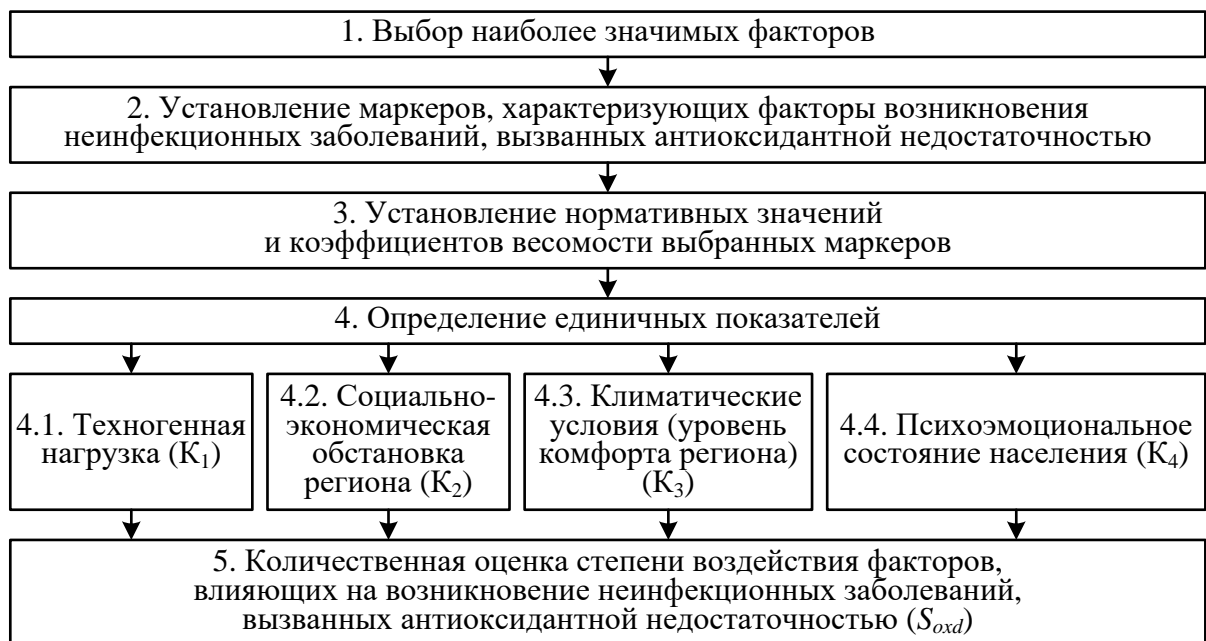 1. Выбор наиболее значимых факторов
2. Установление маркеров, характеризующих факторы возникновения
неинфекционных заболеваний, вызванных антиоксидантной недостаточностью
3. Установление нормативных значений
и коэффициентов весомости выбранных маркеров
4. Определение единичных показателей
4.1. Техногенная
нагрузка (К₁)
4.2. Социально-
экономическая
обстановка
региона (К₂)
4.3. Климатические
условия (уровень
комфорта региона)
(К₃)
4.4. Психоэмоциональное
состояние населения (К₄)
5. Количественная оценка степени воздействия факторов,
влияющих на возникновение неинфекционных заболеваний,
вызванных антиоксидантной недостаточностью (Soxd)